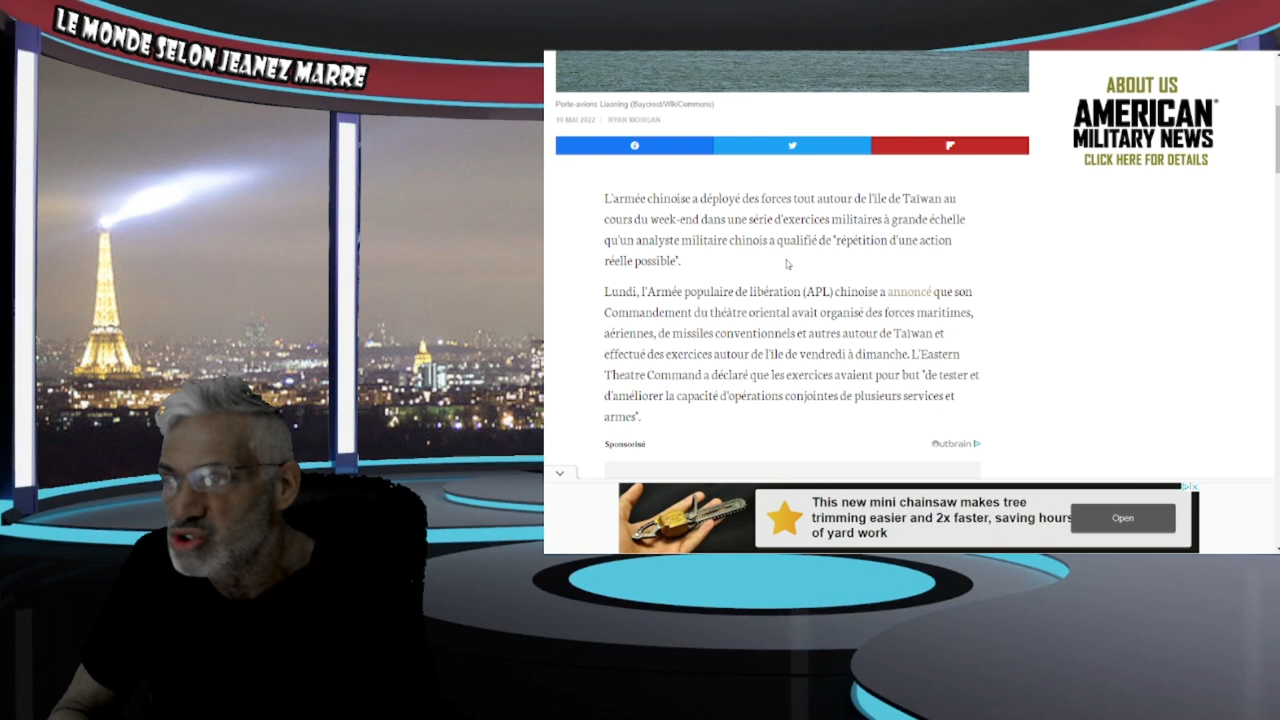 LE MONDE SELON JEANEZ MARRE
Porte-avions Liaoning (Baycrest/WikiCommons)
10 MAI 2022 | RYAN MORGAN
ABOUT US
AMERICAN
MILITARY NEWS
CLICK HERE FOR DETAILS
L'armée chinoise a déployé des forces tout autour de l'île de Taïwan au
cours du week-end dans une série d'exercices militaires à grande échelle
qu'un analyste militaire chinois a qualifié de "répétition d'une action
réelle possible".
Lundi, l'Armée populaire de libération (APL) chinoise a annoncé que son
Commandement du théâtre oriental avait organisé des forces maritimes,
aériennes, de missiles conventionnels et autres autour de Taïwan et
effectué des exercices autour de l'île de vendredi à dimanche. L'Eastern
Theatre Command a déclaré que les exercices avaient pour but "de tester et
d'améliorer la capacité d'opérations conjointes de plusieurs services et
armes".
Sponsorisé
Outbrain
This new mini chainsaw makes tree
trimming easier and 2x faster, saving hours
of yard work
Open